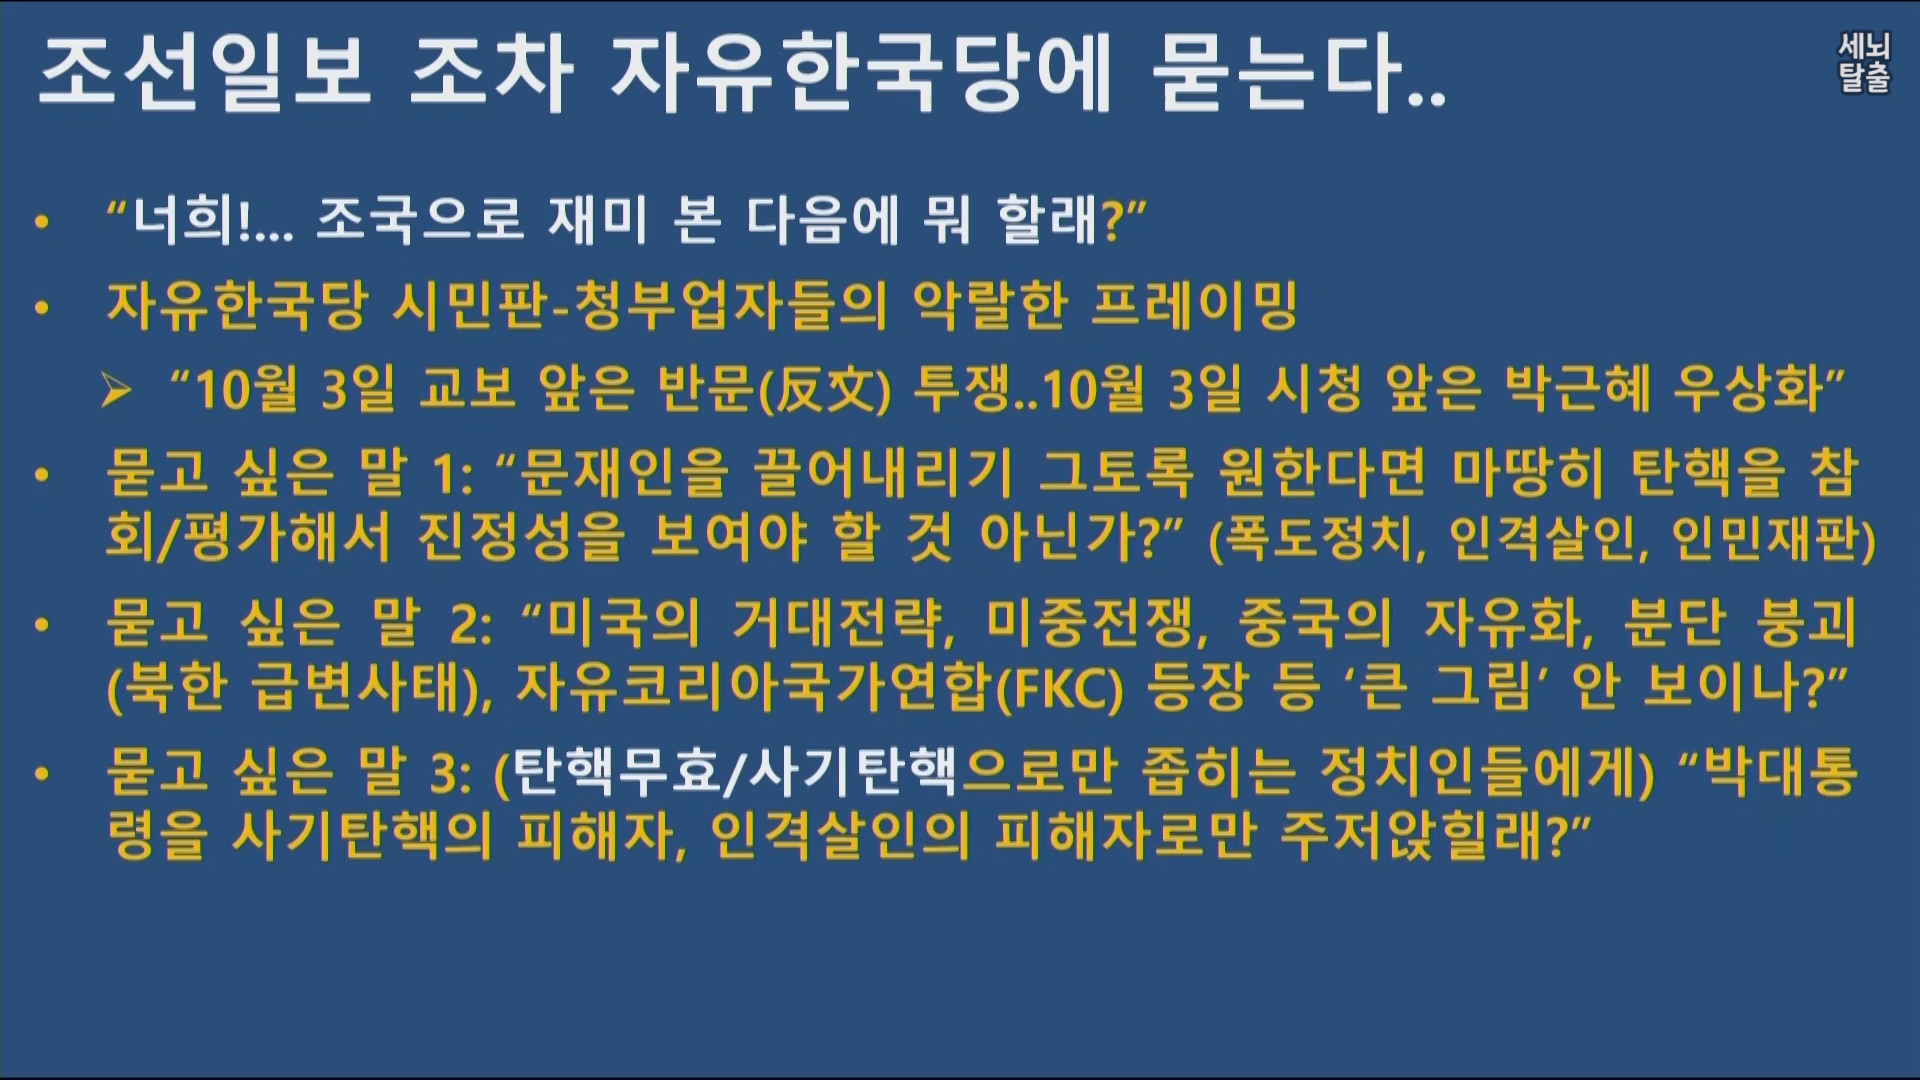 조선일보 조차 자유한국당에 묻는다..
세뇌
탈출
• “너희!... 조국으로 재미 본 다음에 뭐 할래?”
• 자유한국당 시민판-청부업자들의 악랄한 프레이밍
➢ “10월 3일 교보 앞은 반문(反文) 투쟁..10월 3일 시청 앞은 박근혜 우상화”
• 묻고 싶은 말 1: “문재인을 끌어내리기 그토록 원한다면 마땅히 탄핵을 참
회/평가해서 진정성을 보여야 할 것 아닌가?” (폭도정치, 인격살인, 인민재판)
• 묻고 싶은 말 2: “미국의 거대전략, 미중전쟁, 중국의 자유화, 분단 붕괴
(북한 급변사태), 자유코리아국가연합(FKC) 등장 등 ‘큰 그림’ 안 보이나?”
• 묻고 싶은 말 3: (탄핵무효/사기탄핵으로만 좁히는 정치인들에게) “박대통
령을 사기탄핵의 피해자, 인격살인의 피해자로만 주저앉힐래?”